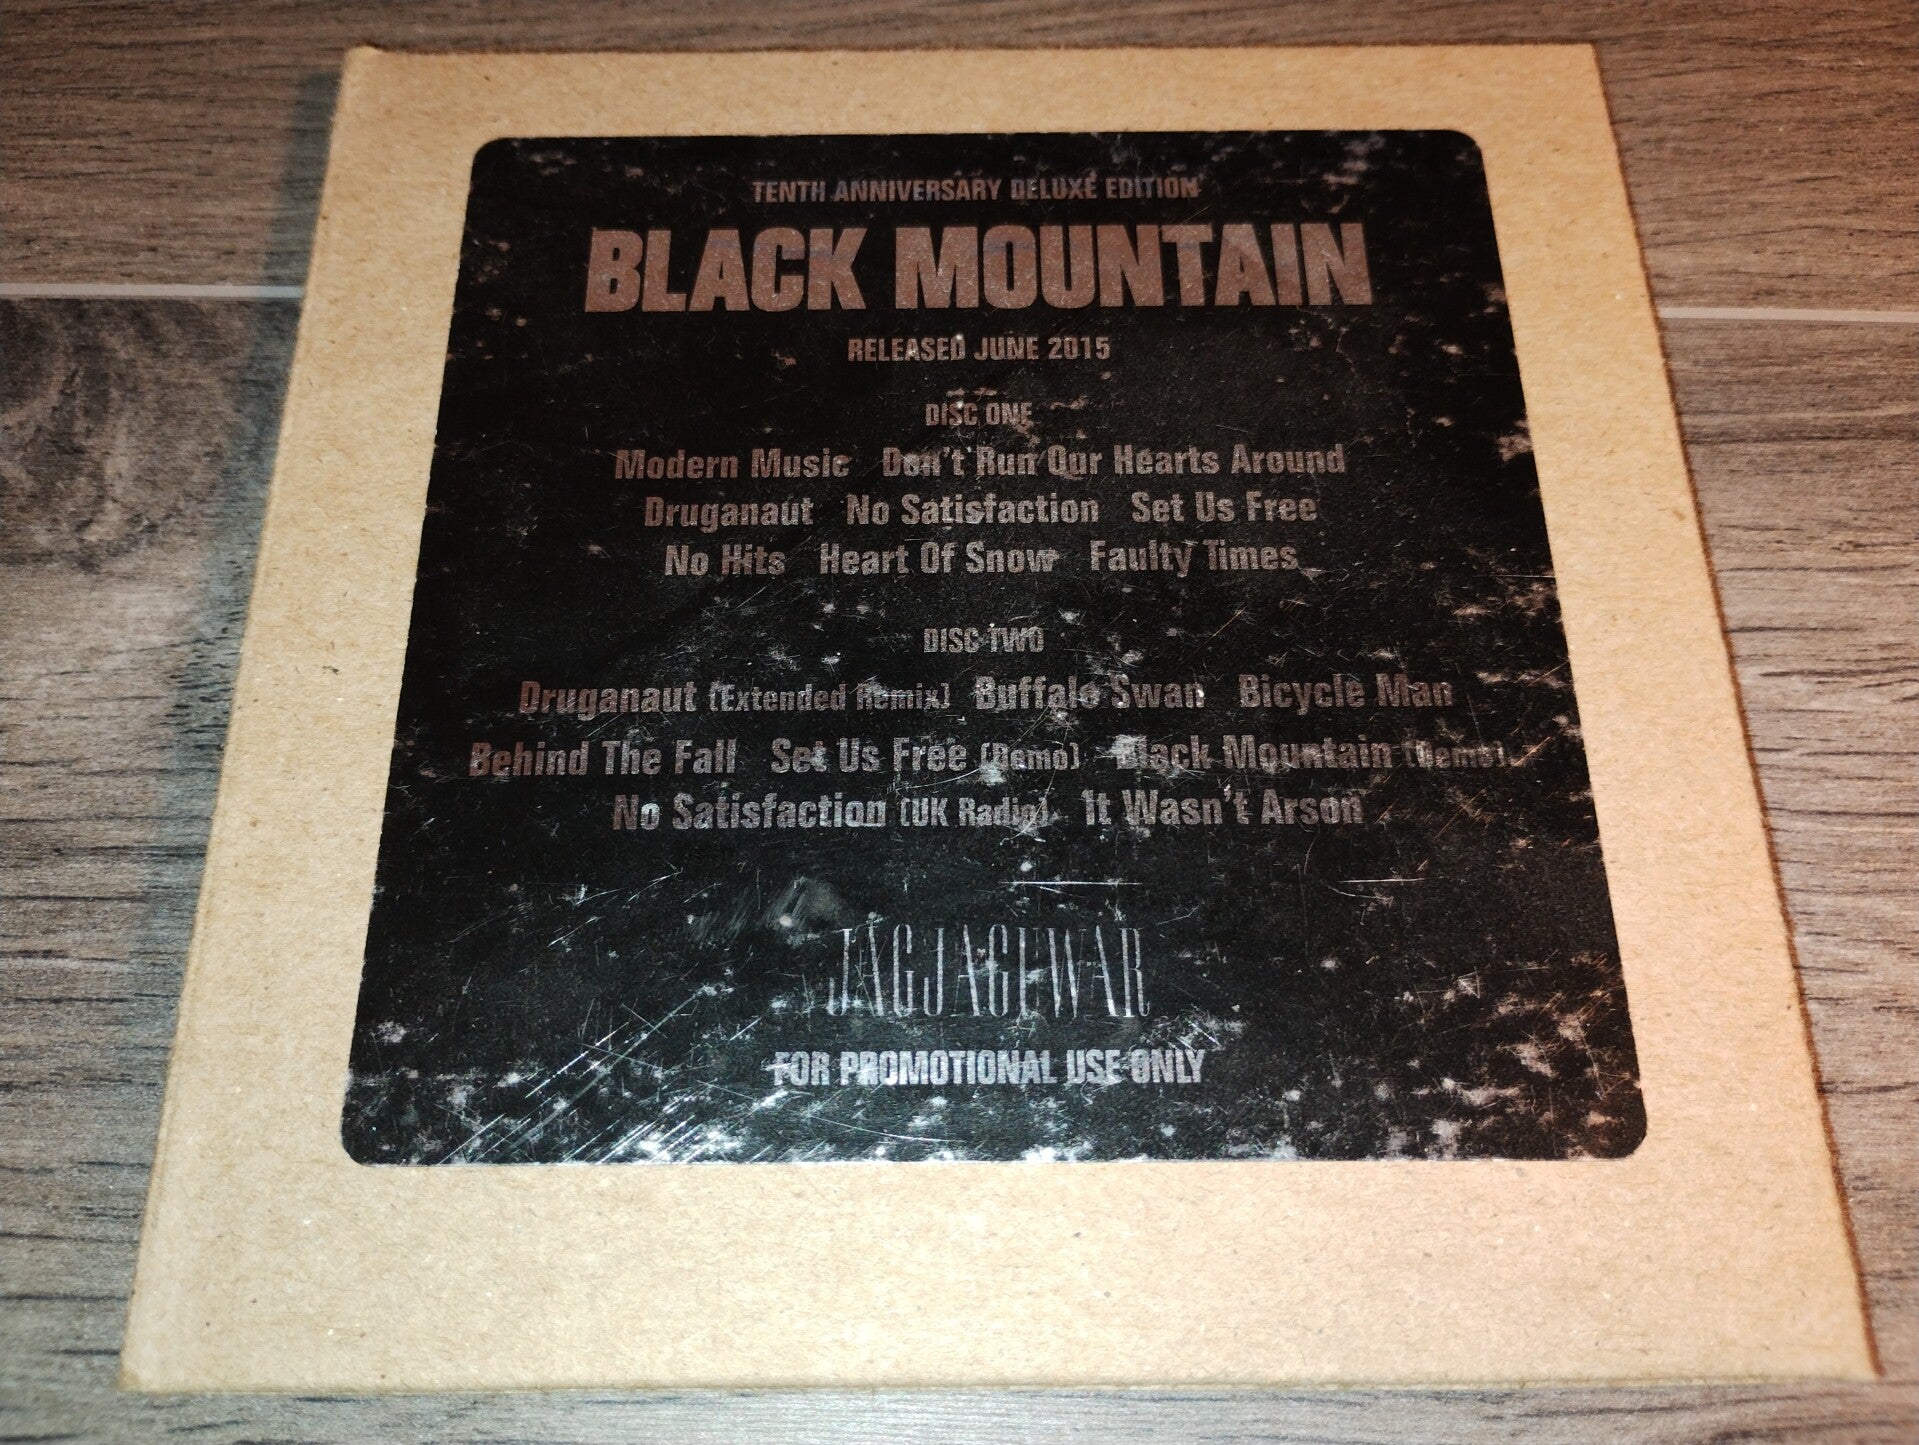 TENTH ANNIVERSARY DELUXE EDITION
BLACK MOUNTAIN
RELEASED JUNE 2015
DISC ONE
Modern Music Don't Run Our Hearts Around
Druganaut No Satisfaction Set Us Free
No Hits Heart Of Snow Faulty Times
DISC TWO
Druganaut (Extended Remix) Buffalo Swan Bicycle Man
Behind The Fall Set Us Free (Demo) Black Mountain (Demo)
No Satisfaction (UK Radio) It Wasn't Arson
JAGJAGUWAR
FOR PROMOTIONAL USE ONLY